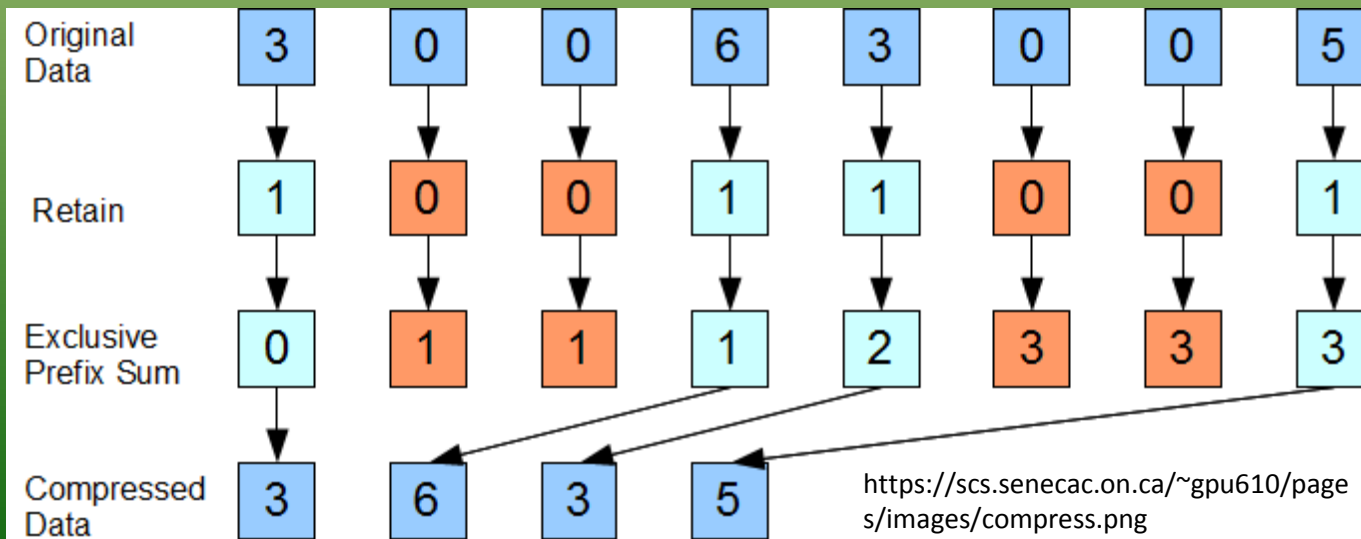 Original
Data
3 0 0 6 3 0 0 5
Retain
1 0 0 1 1 0 0 1
Exclusive
Prefix Sum
0 1 1 1 2 3 3 3
Compressed
Data
3 6 3 5
https://scs.senecac.on.ca/~gpu610/page
s/images/compress.png